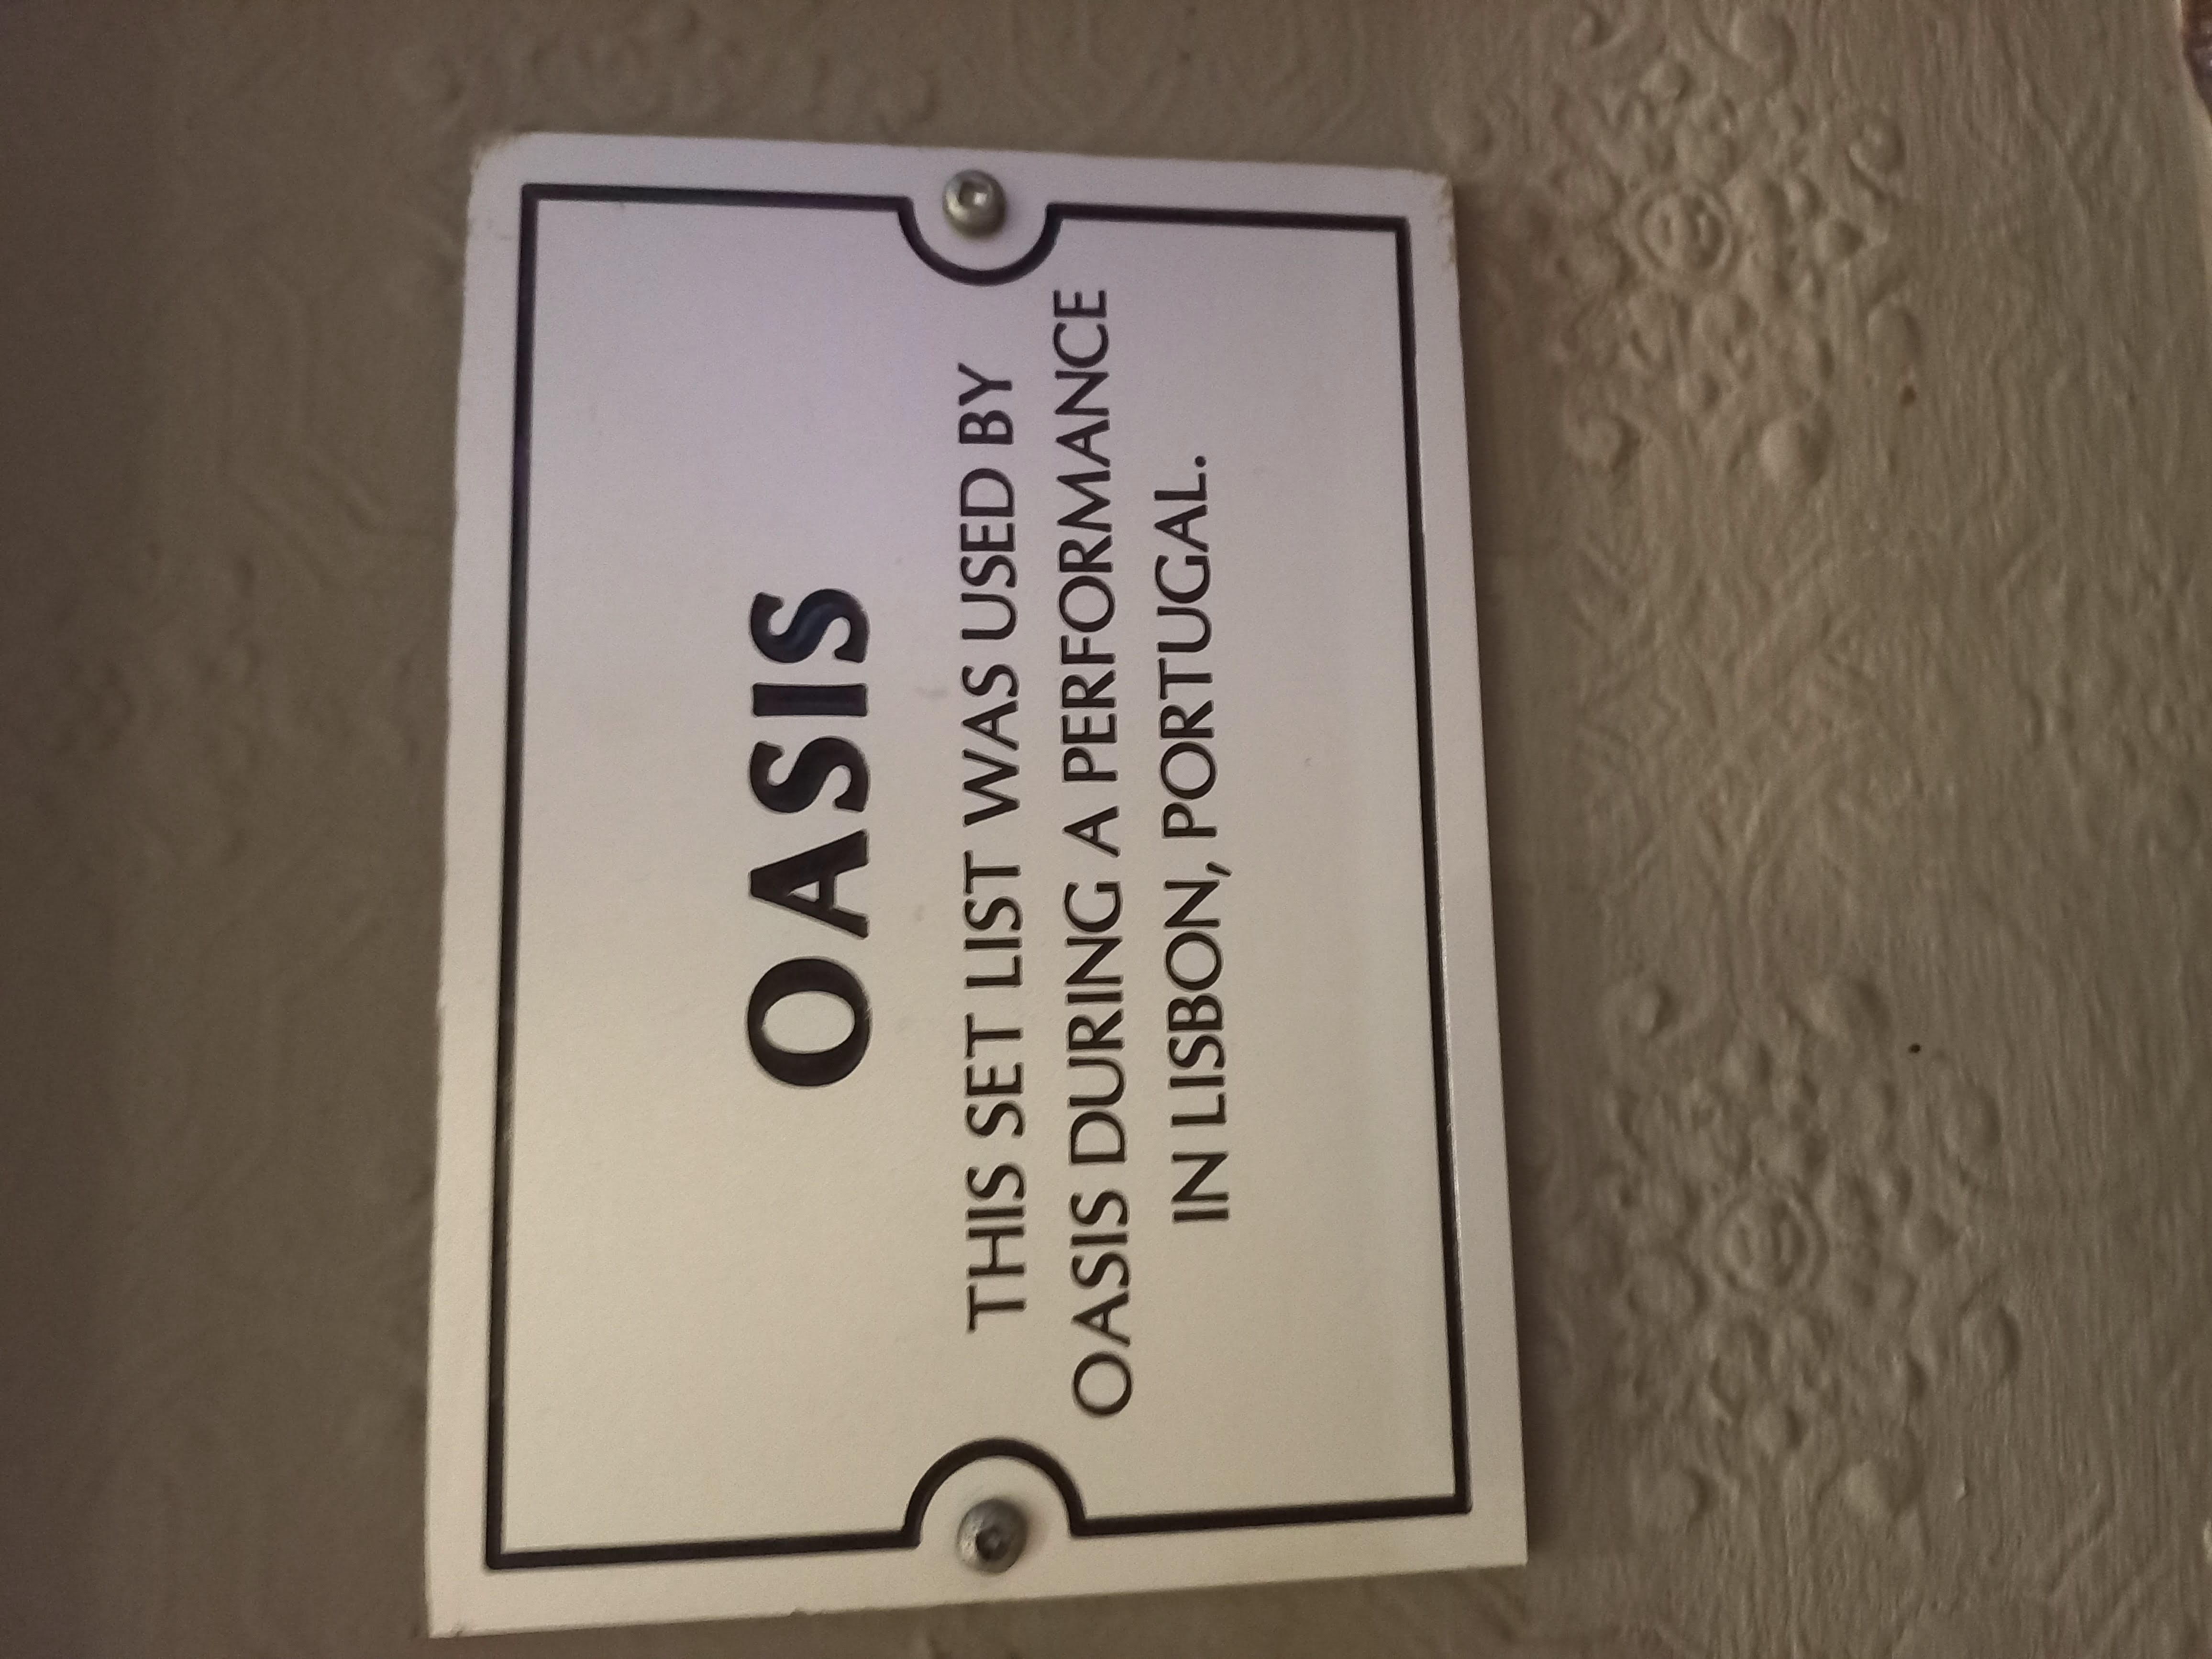 OASIS
THIS SET LIST WAS USED BY
OASIS DURING A PERFORMANCE
IN LISBON, PORTUGAL.